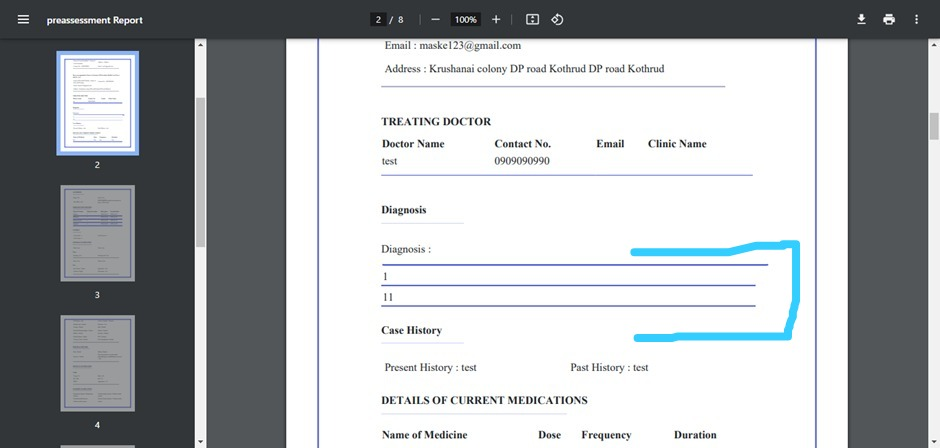 preassessment Report
2 / 8
100%
Email : maske123@gmail.com
Address : Krushanai colony DP road Kothrud DP road Kothrud
TREATING DOCTOR
Doctor Name Contact No. Email Clinic Name
test 0909090990
Diagnosis
Diagnosis :
1
11
Case History
Present History : test Past History : test
DETAILS OF CURRENT MEDICATIONS
Name of Medicine Dose Frequency Duration
2
3
4